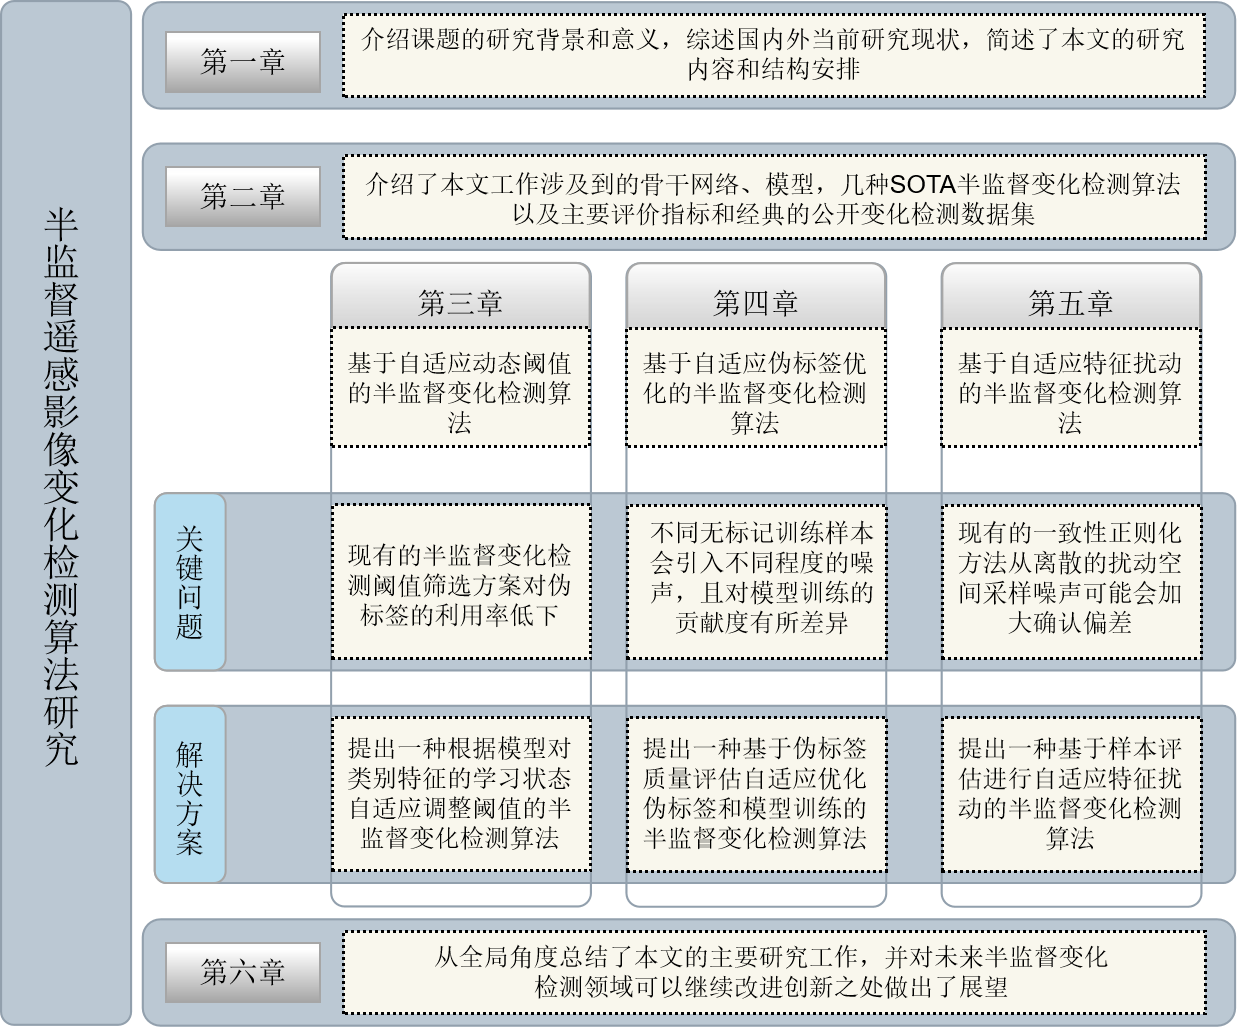 半监督遥感影像变化检测算法研究
第一章
介绍课题的研究背景和意义，综述国内外当前研究现状，简述了本文的研究
内容和结构安排
第二章
介绍了本文工作涉及到的骨干网络、模型，几种SOTA半监督变化检测算法
以及主要评价指标和经典的公开变化检测数据集
第三章
基于自适应动态阈值
的半监督变化检测算
法
第四章
基于自适应伪标签优
化的半监督变化检测
算法
第五章
基于自适应特征扰动
的半监督变化检测算
法
关键问题
现有的半监督变化检
测阈值筛选方案对伪
标签的利用率低下
不同无标记训练样本
会引入不同程度的噪
声，且对模型训练的
贡献度有所差异
现有的一致性正则化
方法从离散的扰动空
间采样噪声可能会加
大确认偏差
解决方案
提出一种根据模型对
类别特征的学习状态
自适应调整阈值的半
监督变化检测算法
提出一种基于伪标签
质量评估自适应优化
伪标签和模型训练的
半监督变化检测算法
提出一种基于样本评
估进行自适应特征扰
动的半监督变化检测
算法
第六章
从全局角度总结了本文的主要研究工作，并对未来半监督变化
检测领域可以继续改进创新之处做出了展望